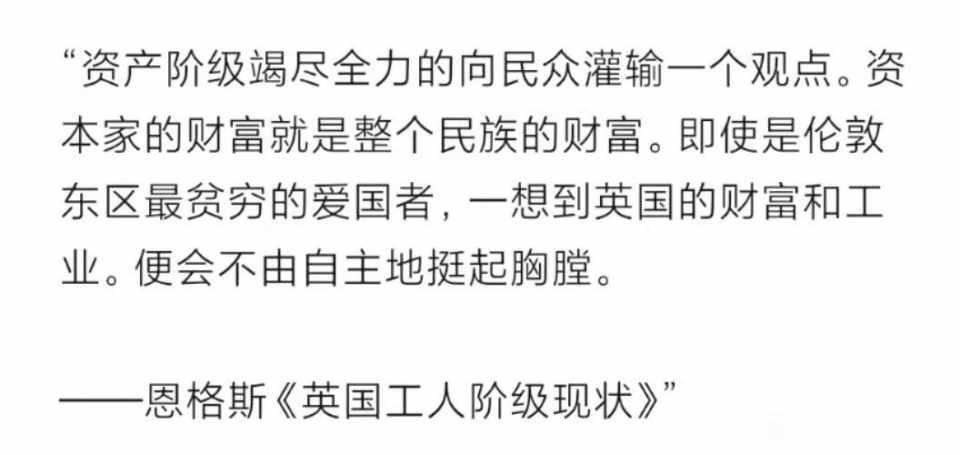 “资产阶级竭尽全力的向民众灌输一个观点。资
本家的财富就是整个民族的财富。即使是伦敦
东区最贫穷的爱国者，一想到英国的财富和工
业。便会不由自主地挺起胸膛。
——恩格斯《英国工人阶级现状》”